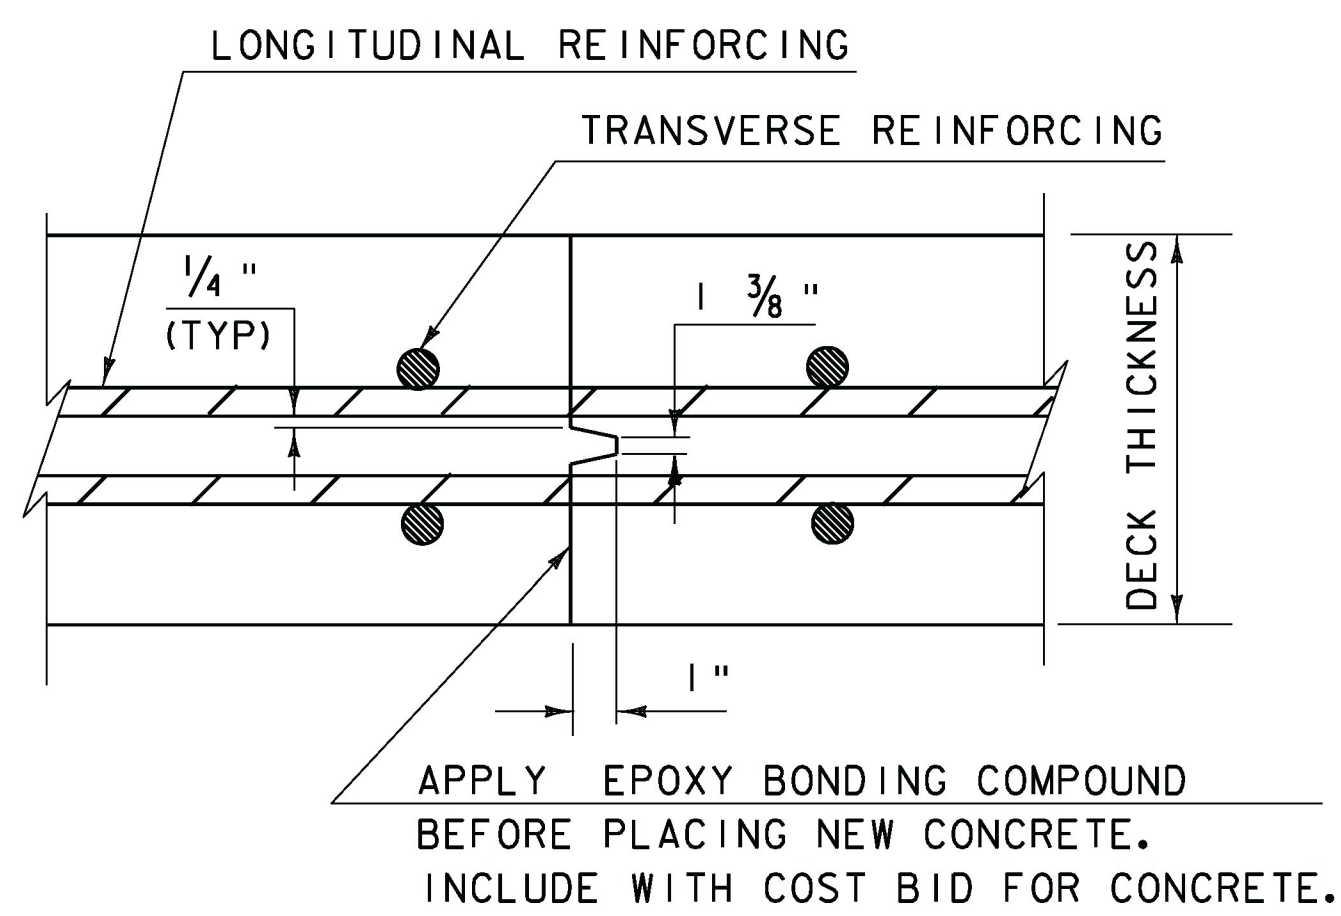 LONGITUDINAL REINFORCING
TRANSVERSE REINFORCING
1/4 "
(TYP)
1 3/8 "
DECK THICKNESS
1 "
APPLY EPOXY BONDING COMPOUND
BEFORE PLACING NEW CONCRETE.
INCLUDE WITH COST BID FOR CONCRETE.